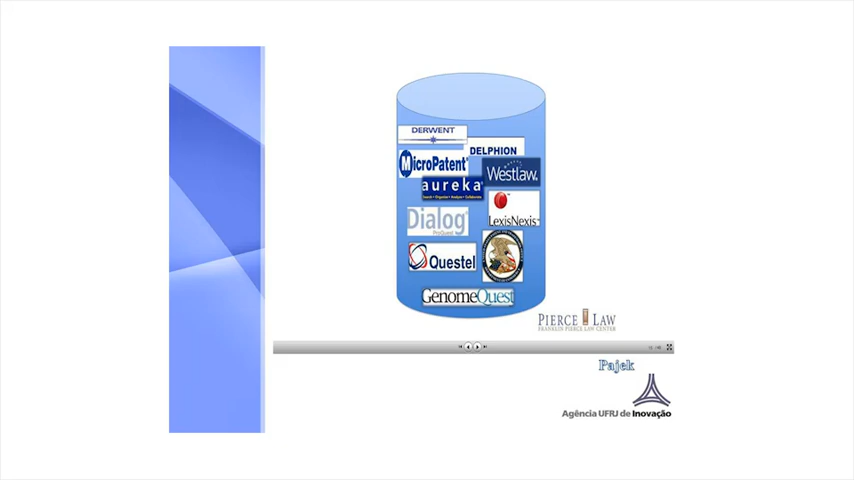 DERWENT
DELPHION
MicroPatent
Westlaw.
aureka
LexisNexis
Dialog
ProQuest
Questel
GenomeQuest
PIERCE LAW
FRANKLIN PIERCE LAW CENTER
Pajek
Agência UFRJ de Inovação